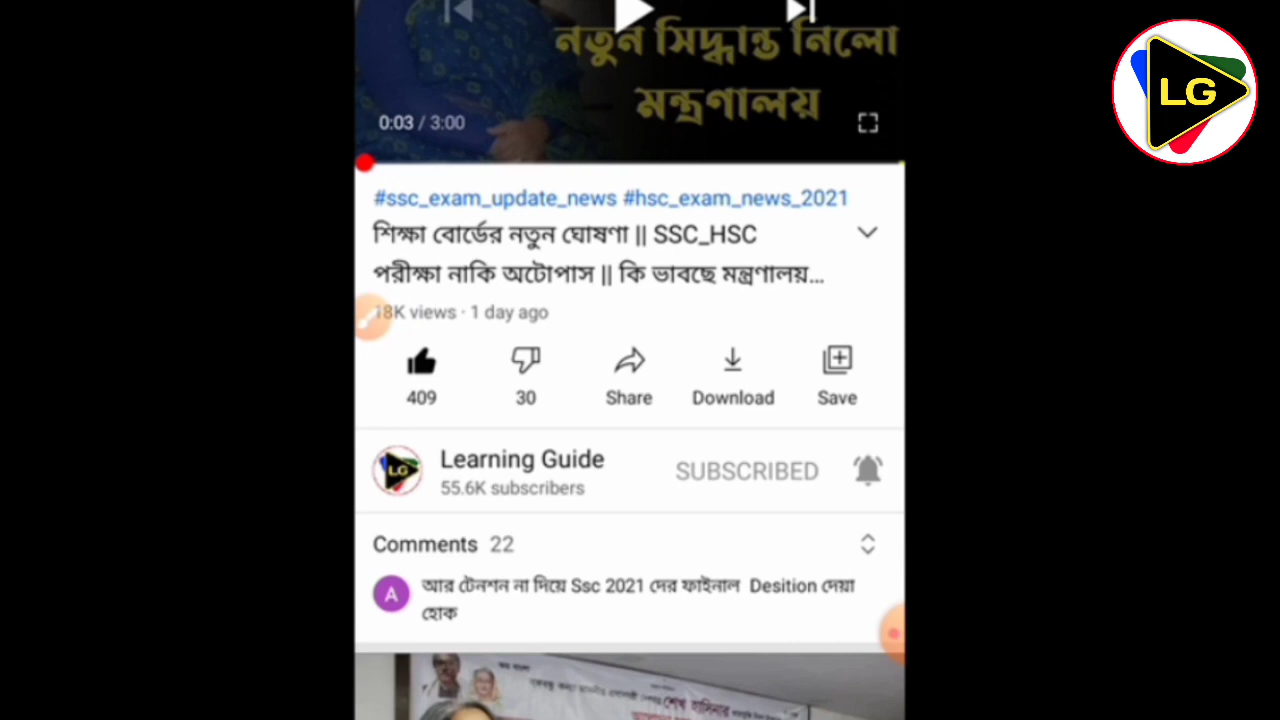 নতুন সিদ্ধান্ত নিলো
মন্ত্রণালয়
LG
0:03 / 3:00
#ssc_exam_update_news #hsc_exam_news_2021
শিক্ষা বোর্ডের নতুন ঘোষণা || SSC_HSC
পরীক্ষা নাকি অটোপাস || কি ভাবছে মন্ত্রণালয়...
18K views · 1 day ago
409
30
Share
Download
Save
LG
Learning Guide
55.6K subscribers
SUBSCRIBED
Comments 22
A
আর টেনশন না দিয়ে Ssc 2021 দের ফাইনাল Desition দেয়া
হোক
জয় বাংলা
শেখ হাসিনার